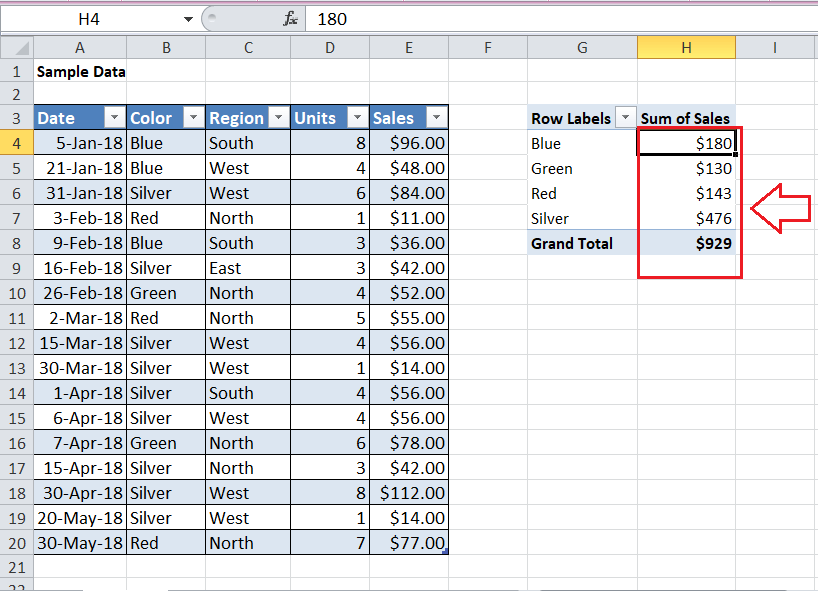 H4 fx 180
A B C D E F G H I
1 Sample Data
2
3 Date Color Region Units Sales Row Labels Sum of Sales
4 5-Jan-18 Blue South 8 $96.00 Blue $180
5 21-Jan-18 Blue West 4 $48.00 Green $130
6 31-Jan-18 Silver West 6 $84.00 Red $143
7 3-Feb-18 Red North 1 $11.00 Silver $476
8 9-Feb-18 Blue South 3 $36.00 Grand Total $929
9 16-Feb-18 Silver East 3 $42.00
10 26-Feb-18 Green North 4 $52.00
11 2-Mar-18 Red North 5 $55.00
12 15-Mar-18 Silver West 4 $56.00
13 30-Mar-18 Silver West 1 $14.00
14 1-Apr-18 Silver South 4 $56.00
15 6-Apr-18 Silver West 4 $56.00
16 7-Apr-18 Green North 6 $78.00
17 15-Apr-18 Silver North 3 $42.00
18 30-Apr-18 Silver West 8 $112.00
19 20-May-18 Silver West 1 $14.00
20 30-May-18 Red North 7 $77.00
21
22